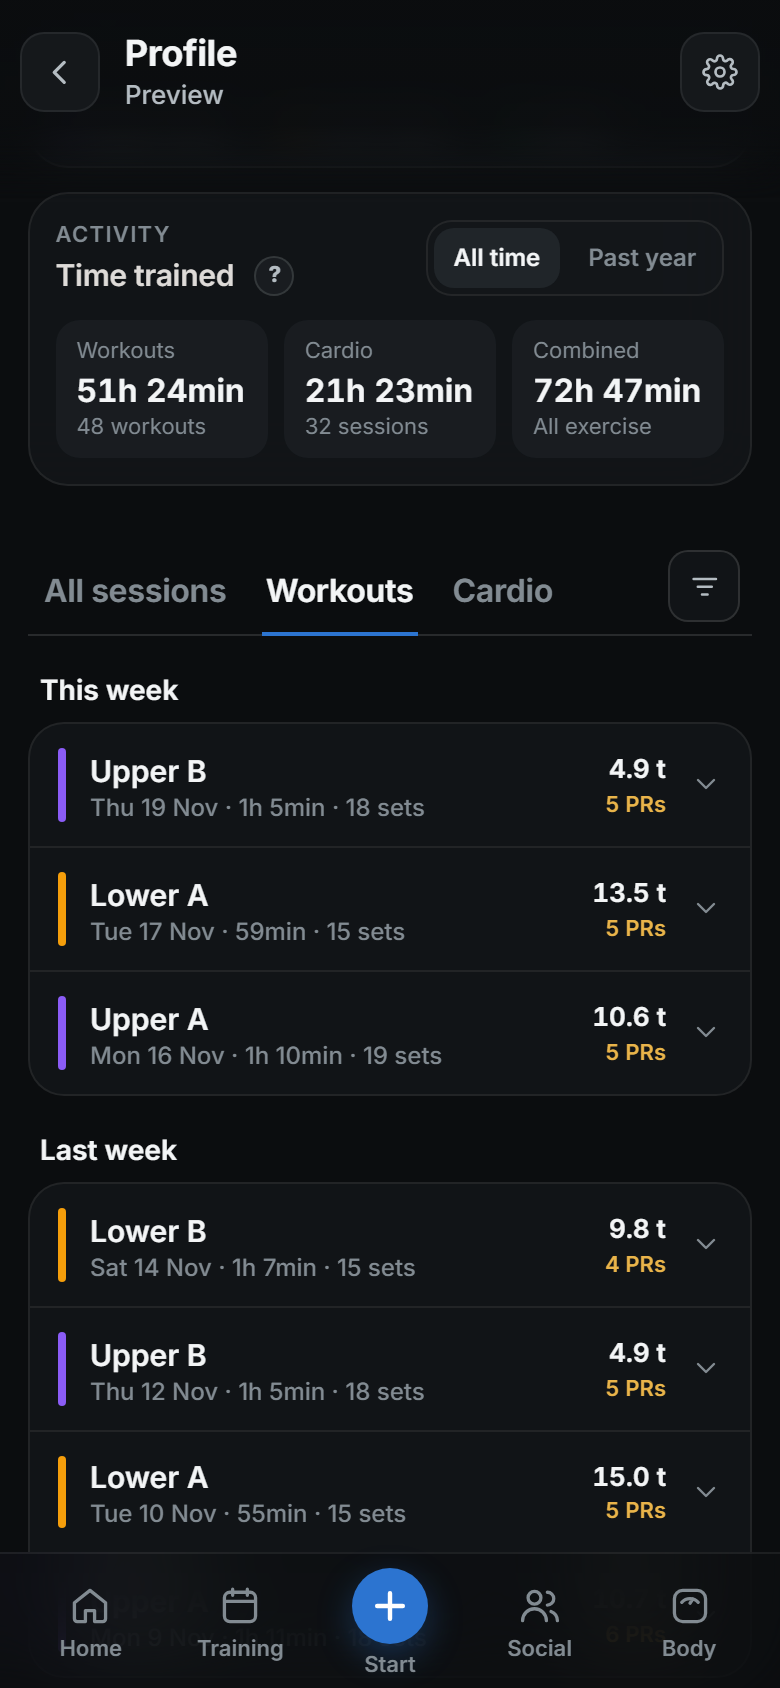 Profile
Preview
ACTIVITY
Time trained ?
All time Past year
Workouts Cardio Combined
51h 24min 21h 23min 72h 47min
48 workouts 32 sessions All exercise
All sessions Workouts Cardio
This week
Upper B 4.9 t
Thu 19 Nov · 1h 5min · 18 sets 5 PRs
Lower A 13.5 t
Tue 17 Nov · 59min · 15 sets 5 PRs
Upper A 10.6 t
Mon 16 Nov · 1h 10min · 19 sets 5 PRs
Last week
Lower B 9.8 t
Sat 14 Nov · 1h 7min · 15 sets 4 PRs
Upper B 4.9 t
Thu 12 Nov · 1h 5min · 18 sets 5 PRs
Lower A 15.0 t
Tue 10 Nov · 55min · 15 sets 5 PRs
Home Training Start Social Body